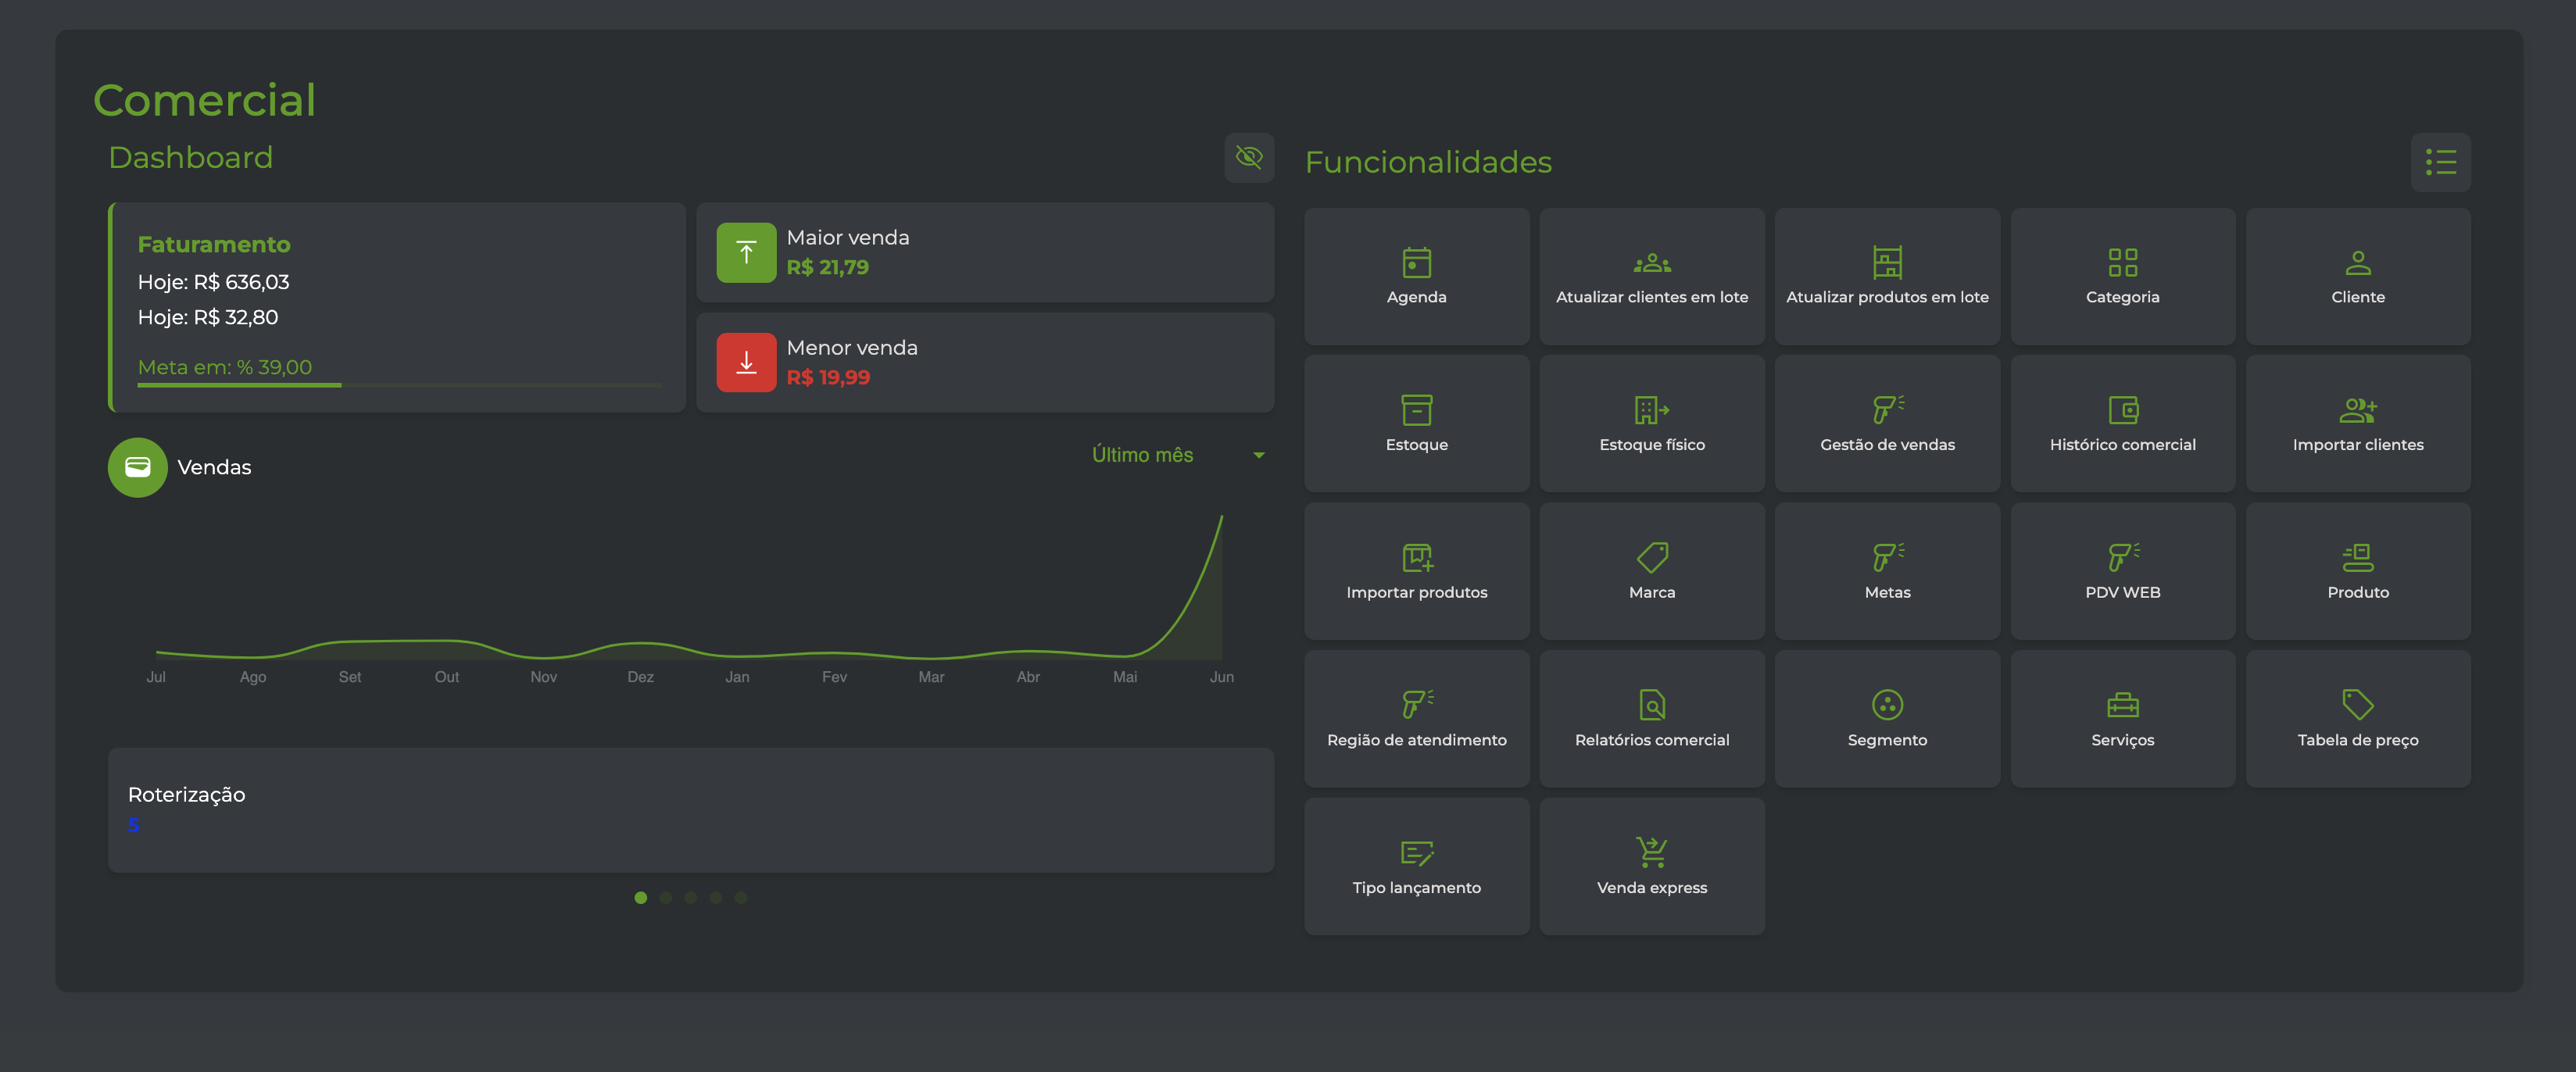 Comercial
Dashboard
Faturamento
Hoje: R$ 636,03
Hoje: R$ 32,80
Meta em: % 39,00
Maior venda
R$ 21,79
Menor venda
R$ 19,99
Vendas
Último mês
Jul Ago Set Out Nov Dez Jan Fev Mar Abr Mai Jun
Roterização
5
Funcionalidades
Agenda
Atualizar clientes em lote
Atualizar produtos em lote
Categoria
Cliente
Estoque
Estoque físico
Gestão de vendas
Histórico comercial
Importar clientes
Importar produtos
Marca
Metas
PDV WEB
Produto
Região de atendimento
Relatórios comercial
Segmento
Serviços
Tabela de preço
Tipo lançamento
Venda express